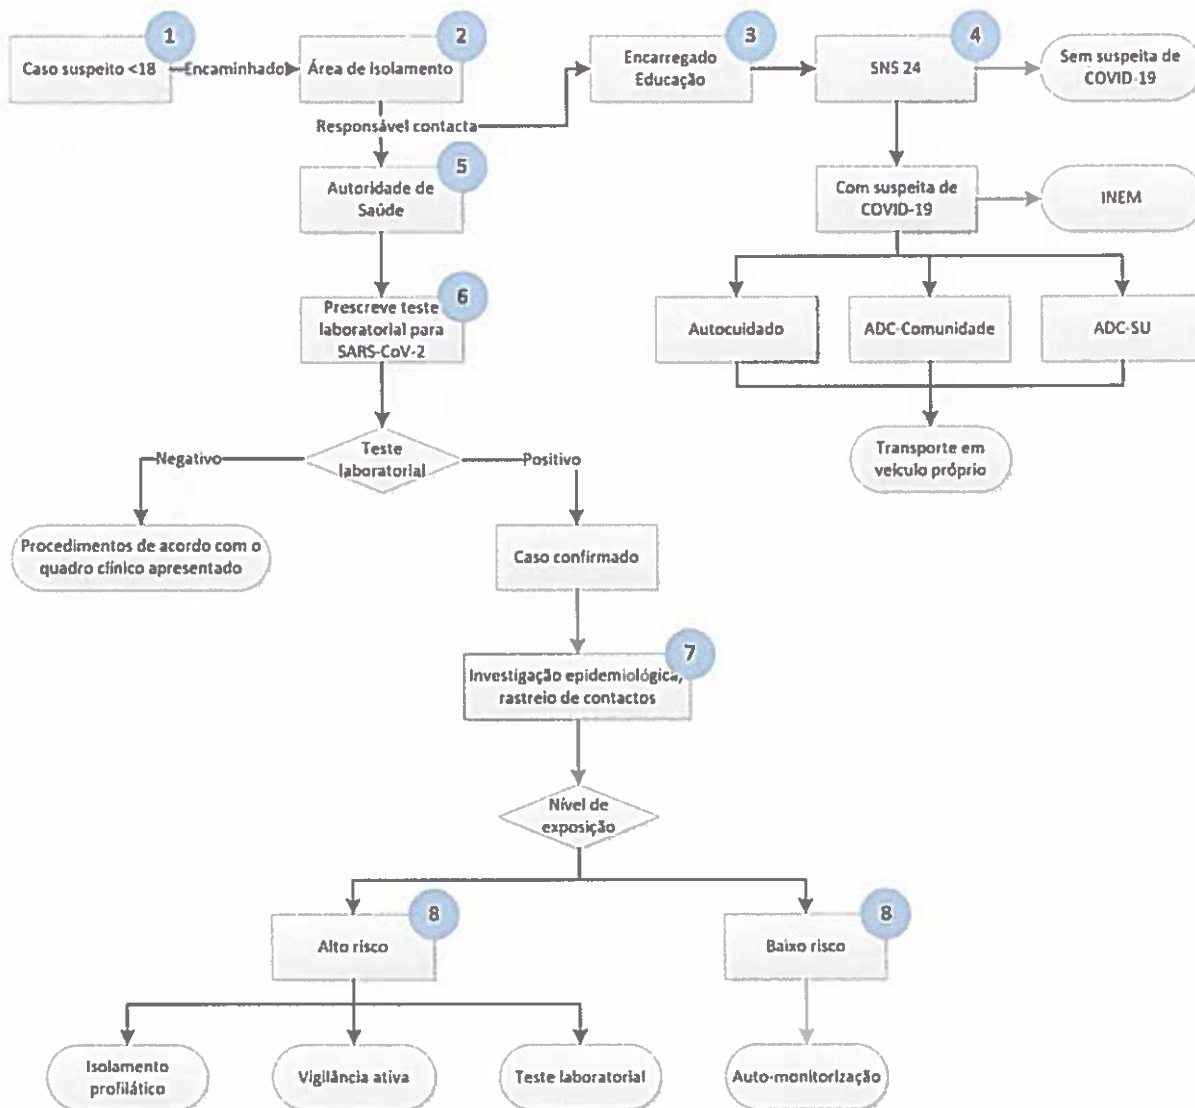 1
Caso suspeito <18
Encaminhado
2
Área de isolamento
3
Encarregado
Educação
4
SNS 24
Sem suspeita de
COVID-19
Responsável contacta
5
Autoridade de
Saúde
Com suspeita de
COVID-19
INEM
6
Prescreve teste
laboratorial para
SARS-CoV-2
Autocuidado
ADC-Comunidade
ADC-SU
Transporte em
veículo próprio
Negativo
Teste
laboratorial
Positivo
Procedimentos de acordo com o
quadro clínico apresentado
Caso confirmado
7
Investigação epidemiológica,
rastreio de contactos
Nível de
exposição
8
Alto risco
8
Baixo risco
Isolamento
profilático
Vigilância ativa
Teste laboratorial
Auto-monitorização